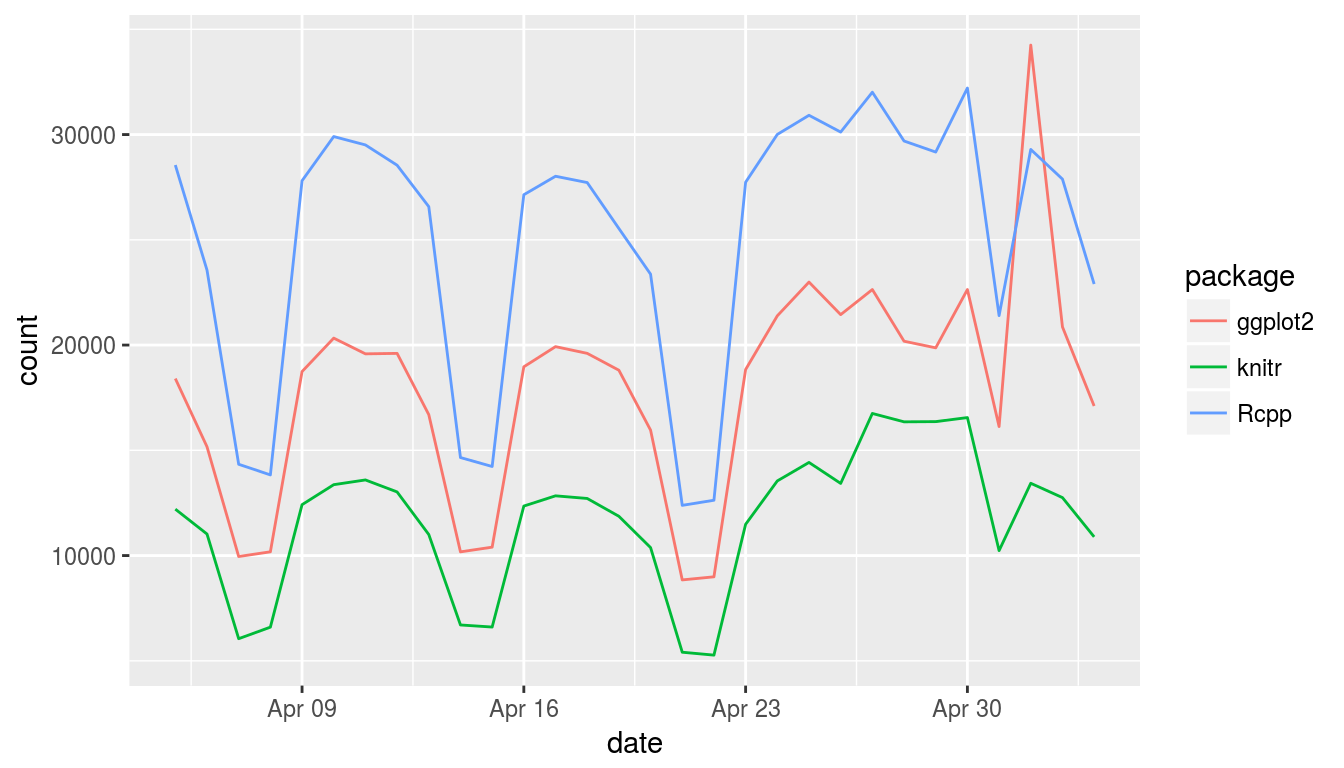 count
30000
20000
10000
Apr 09
Apr 16
Apr 23
Apr 30
date
package
ggplot2
knitr
Rcpp